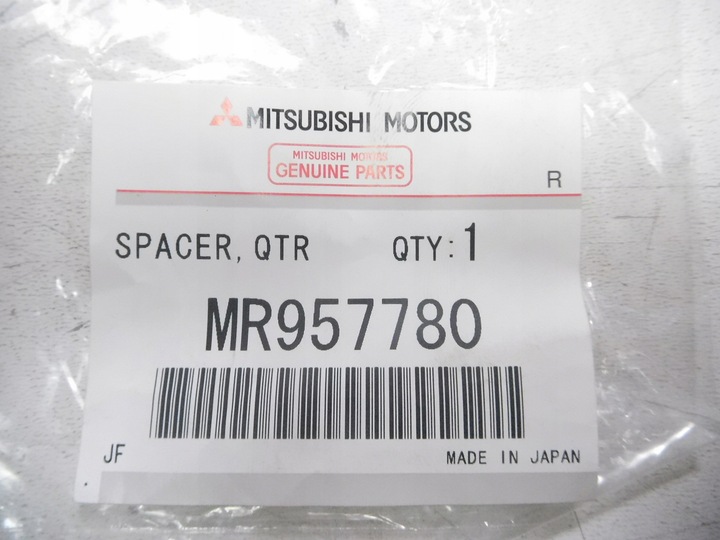 MITSUBISHI MOTORS
MITSUBISHI MOTORS
GENUINE PARTS
R
SPACER, QTR QTY:1
MR957780
JF MADE IN JAPAN